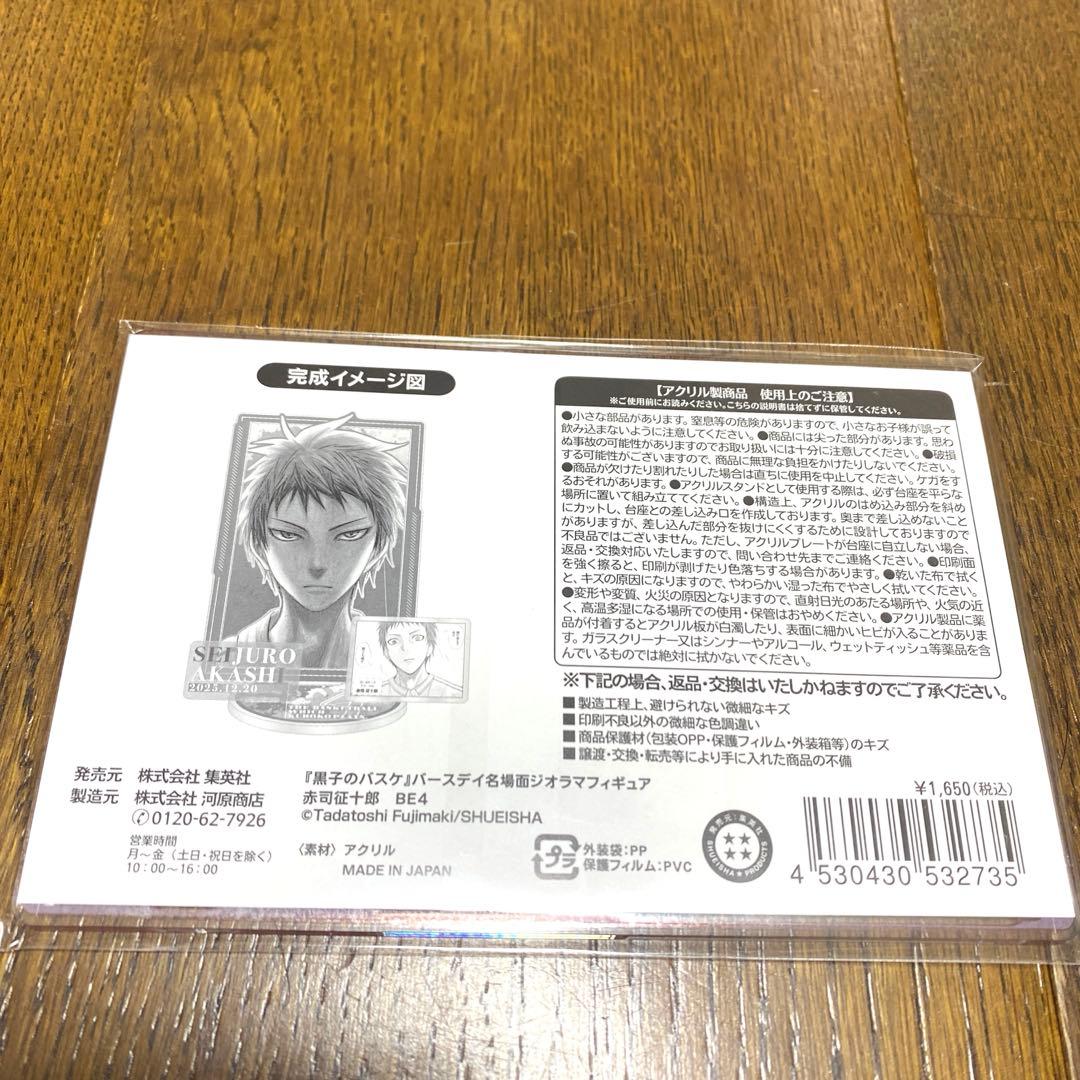 完成イメージ図
SEIJURO
AKASHI
2023.12.20
THE BASKETBALL
WHICH
KUROKO PLAYS
【アクリル製商品 使用上のご注意】
※ご使用前にお読みください。こちらの説明書は捨てずに保管してください。
●小さな部品があります。窒息等の危険がありますので、小さなお子様が誤って
飲み込まないように注意してください。●商品には尖った部分があります。思わ
ぬ事故の可能性がありますのでお取り扱いには十分に注意してください。●破損
する可能性がございますので、商品に無理な負担をかけたりしないでください。
●商品が欠けたり割れたりした場合は直ちに使用を中止してください。ケガをす
るおそれがあります。●アクリルスタンドとして使用する際は、必ず台座を平らな
場所に置いて組み立ててください。●構造上、アクリルのはめ込み部分を斜め
にカットし、台座との差し込み口を作成しております。奥まで差し込めないこと
がありますが、差し込んだ部分を抜けにくくするために設計しておりますので
不良品ではございません。ただし、アクリルプレートが台座に自立しない場合、
返品・交換対応いたしますので、問い合わせ先までご連絡ください。●印刷面
を強く擦ると、印刷が剥げたり色落ちする場合があります。●乾いた布で拭く
と、キズの原因になりますので、やわらかい湿った布でやさしく拭いてください。
●変形や変質、火災の原因となりますので、直射日光のあたる場所や、火気の近
く、高温多湿になる場所での使用・保管はおやめください。●アクリル製品に薬
品が付着するとアクリル板が白濁したり、表面に細かいヒビが入ることがありま
す。ガラスクリーナー又はシンナーやアルコール、ウェットティッシュ等薬品を含
んでいるものでは絶対に拭かないでください。
※下記の場合、返品・交換はいたしかねますのでご了承ください。
■製造工程上、避けられない微細なキズ
■印刷不良以外の微細な色調違い
■商品保護材(包装OPP・保護フィルム・外装箱等)のキズ
■譲渡・交換・転売等により手に入れた商品の不備
発売元 株式会社 集英社
製造元 株式会社 河原商店
✆0120-62-7926
営業時間
月〜金(土日・祝日を除く)
10:00〜16:00
『黒子のバスケ』バースデイ名場面ジオラマフィギュア
赤司征十郎 BE4
©Tadatoshi Fujimaki/SHUEISHA
〈素材〉アクリル
MADE IN JAPAN
プラ
外装袋:PP
保護フィルム:PVC
発売元:集英社
SHUEISHA PRODUCTS
¥1,650(税込)
4 530430 532735